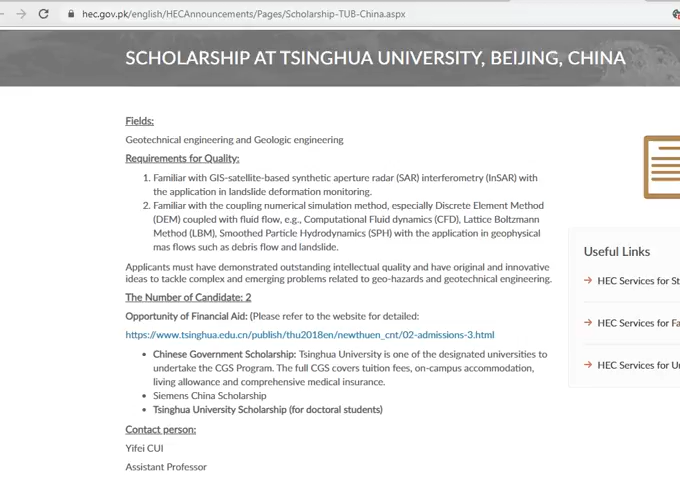 hec.gov.pk/english/HECAnnouncements/Pages/Scholarship-TUB-China.aspx
SCHOLARSHIP AT TSINGHUA UNIVERSITY, BEIJING, CHINA
Fields:
Geotechnical engineering and Geologic engineering
Requirements for Quality:
1. Familiar with GIS-satellite-based synthetic aperture radar (SAR) interferometry (InSAR) with
the application in landslide deformation monitoring.
2. Familiar with the coupling numerical simulation method, especially Discrete Element Method
(DEM) coupled with fluid flow, e.g., Computational Fluid dynamics (CFD), Lattice Boltzmann
Method (LBM), Smoothed Particle Hydrodynamics (SPH) with the application in geophysical
mas flows such as debris flow and landslide.
Applicants must have demonstrated outstanding intellectual quality and have original and innovative
ideas to tackle complex and emerging problems related to geo-hazards and geotechnical engineering.
The Number of Candidate: 2
Opportunity of Financial Aid: (Please refer to the website for detailed:
https://www.tsinghua.edu.cn/publish/thu2018en/newthuen_cnt/02-admissions-3.html
• Chinese Government Scholarship: Tsinghua University is one of the designated universities to
undertake the CGS Program. The full CGS covers tuition fees, on-campus accommodation,
living allowance and comprehensive medical insurance.
• Siemens China Scholarship
• Tsinghua University Scholarship (for doctoral students)
Contact person:
Yifei CUI
Assistant Professor
Useful Links
HEC Services for St
HEC Services for Fa
HEC Services for Un